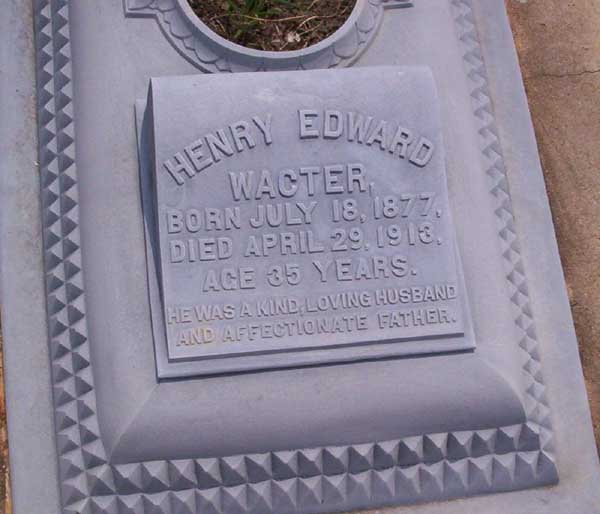 HENRY EDWARD
WACTER,
BORN JULY 18, 1877,
DIED APRIL 29, 1913,
AGE 35 YEARS.
HE WAS A KIND, LOVING HUSBAND
AND AFFECTIONATE FATHER.